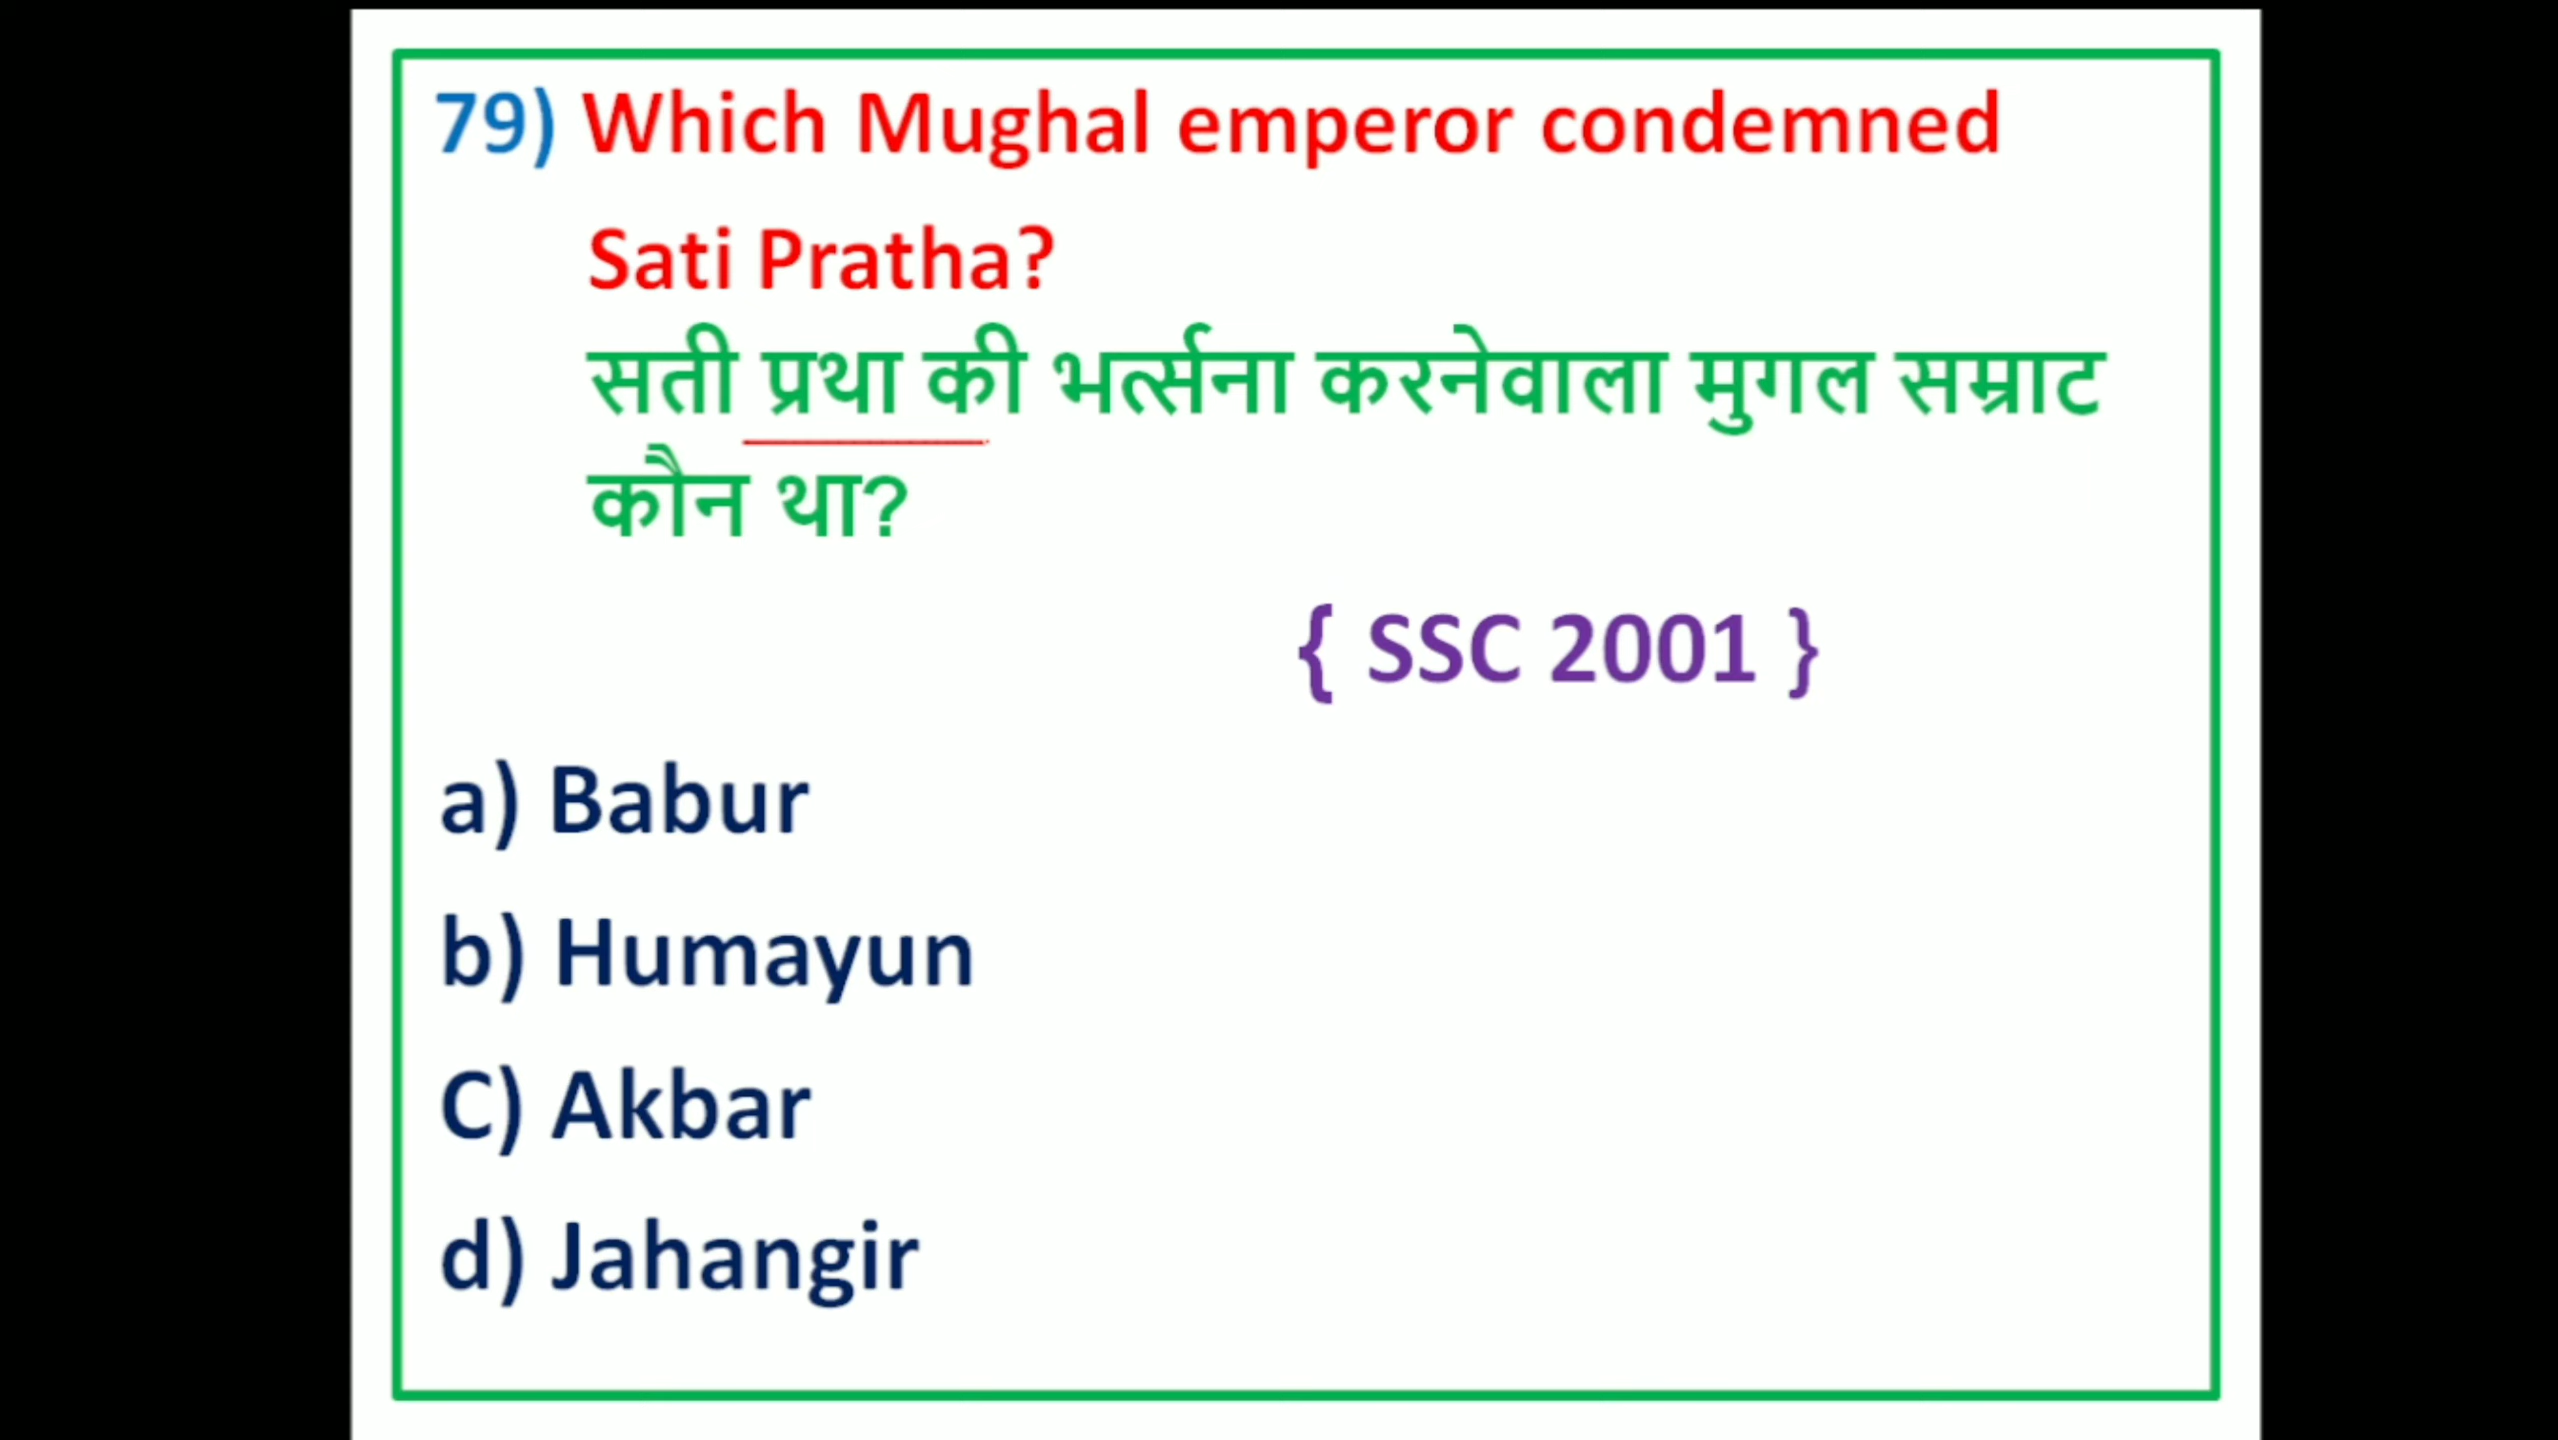 79) Which Mughal emperor condemned
Sati Pratha?
सती प्रथा की भर्त्सना करनेवाला मुगल सम्राट
कौन था?
{ SSC 2001 }
a) Babur
b) Humayun
C) Akbar
d) Jahangir